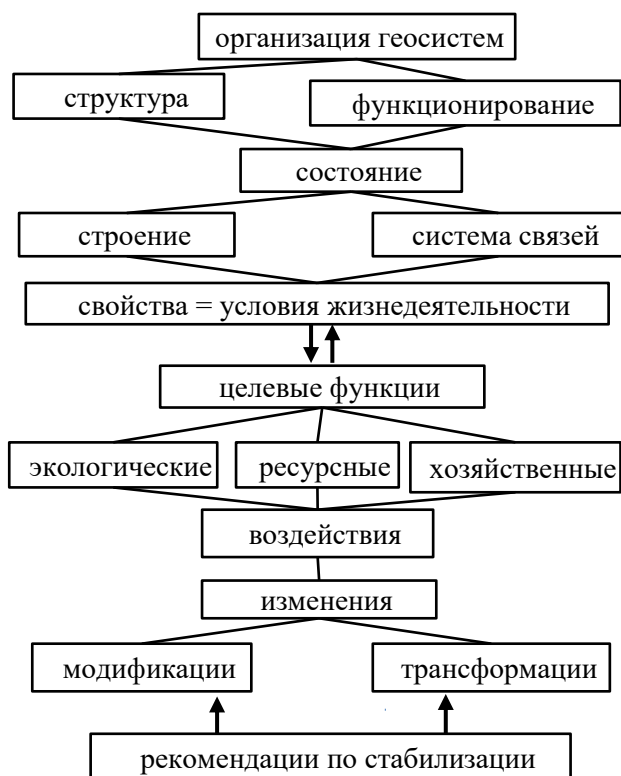 организация геосистем
структура
функционирование
состояние
строение
система связей
свойства = условия жизнедеятельности
целевые функции
экологические
ресурсные
хозяйственные
воздействия
изменения
модификации
трансформации
рекомендации по стабилизации